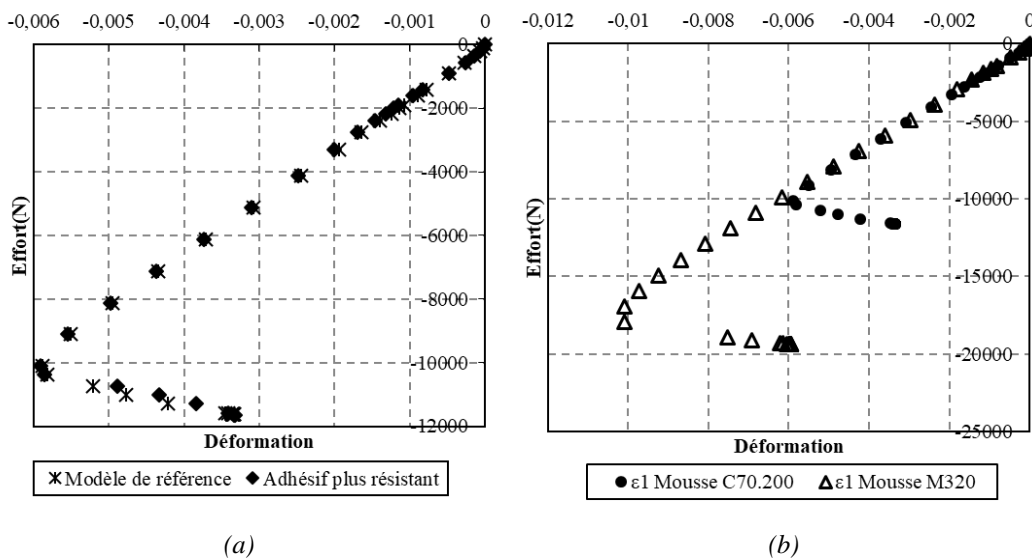 -0,006 -0,005 -0,004 -0,003 -0,002 -0,001 0
0
-2000
-4000
-6000
-8000
-10000
-12000
Effort(N)
Déformation
Modèle de référence Adhésif plus résistant
(a)
-0,012 -0,01 -0,008 -0,006 -0,004 -0,002 0
0
-5000
-10000
-15000
-20000
-25000
Effort(N)
Déformation
ε1 Mousse C70.200 ε1 Mousse M320
(b)